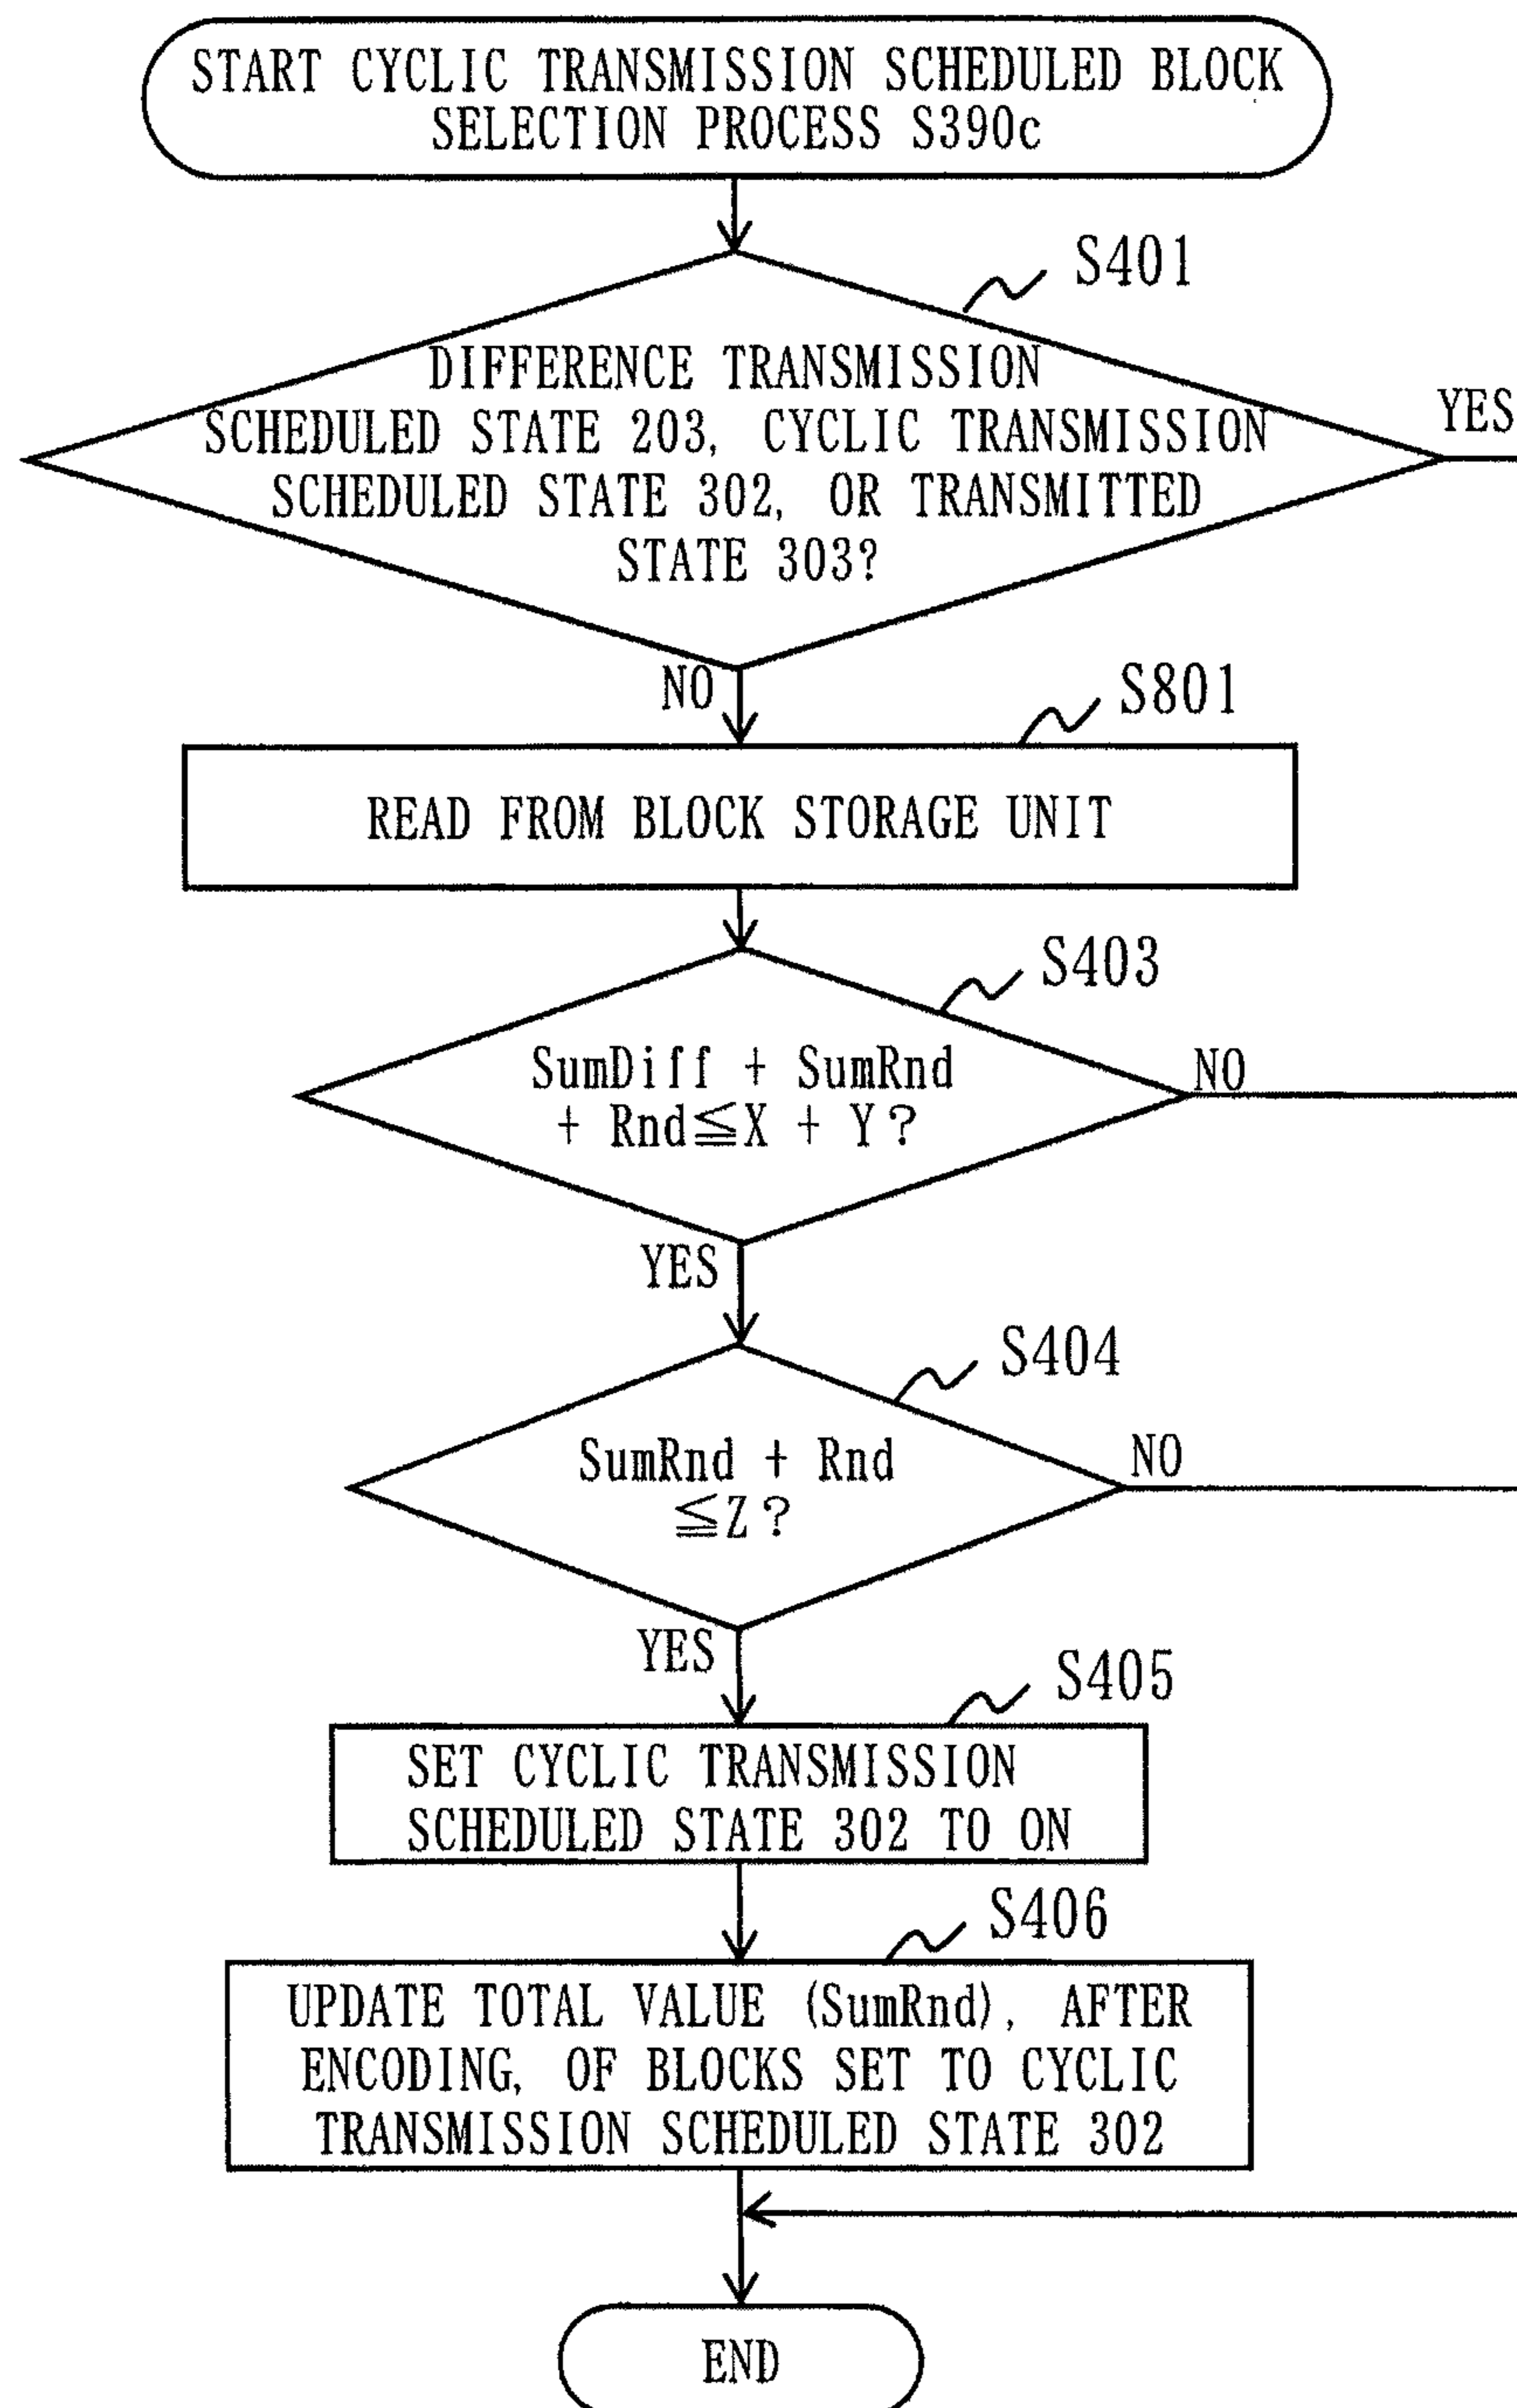 START CYCLIC TRANSMISSION SCHEDULED BLOCK
SELECTION PROCESS S390c
S401
DIFFERENCE TRANSMISSION
SCHEDULED STATE 203, CYCLIC TRANSMISSION
SCHEDULED STATE 302, OR TRANSMITTED
STATE 303?
YES
NO
S801
READ FROM BLOCK STORAGE UNIT
S403
SumDiff + SumRnd
+ Rnd≦X + Y?
NO
YES
S404
SumRnd + Rnd
≦Z?
NO
YES
S405
SET CYCLIC TRANSMISSION
SCHEDULED STATE 302 TO ON
S406
UPDATE TOTAL VALUE (SumRnd), AFTER
ENCODING, OF BLOCKS SET TO CYCLIC
TRANSMISSION SCHEDULED STATE 302
END